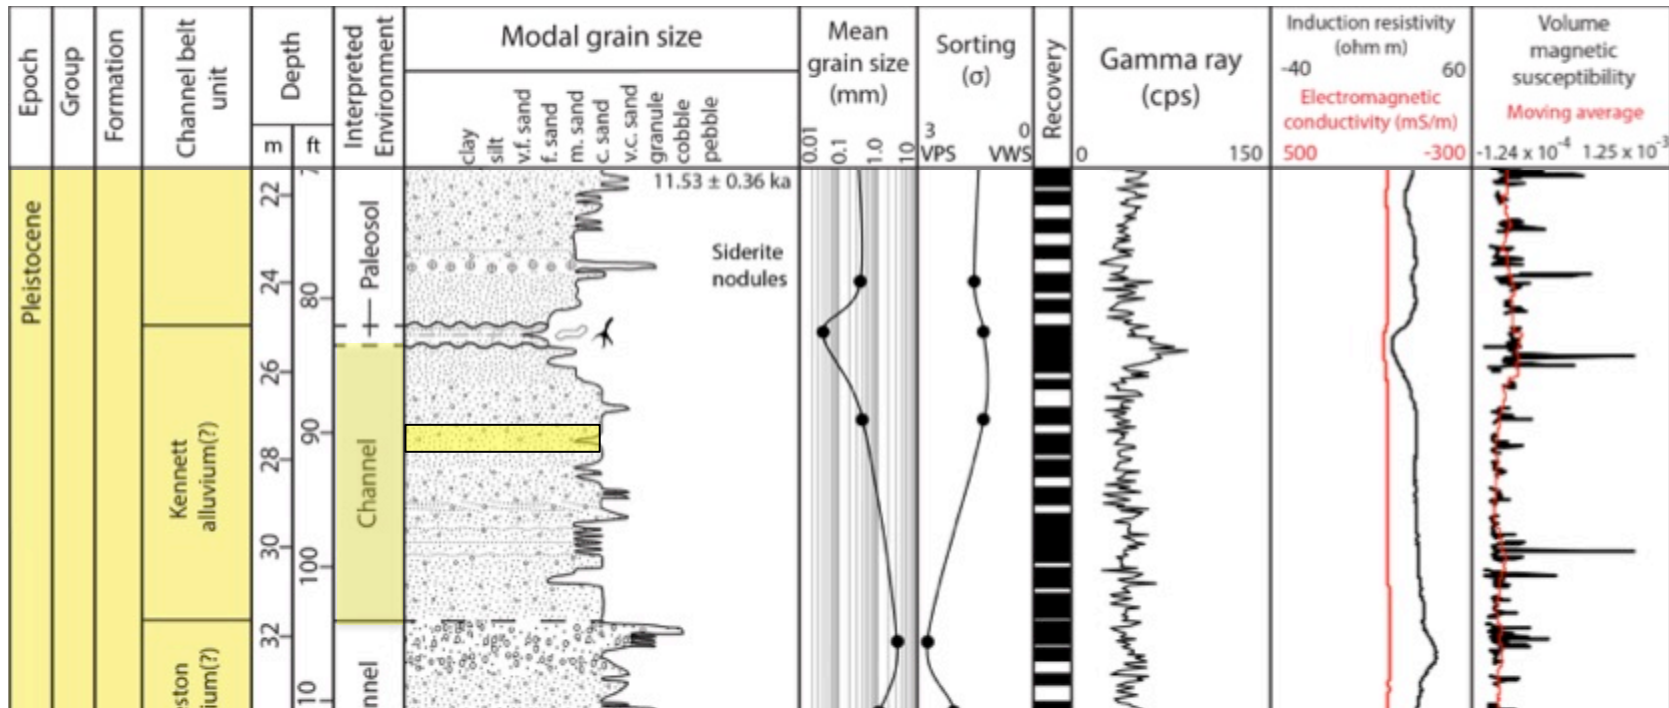 Epoch
Group
Formation
Channel belt
unit
Depth
m
ft
Interpreted
Environment
Modal grain size
clay
silt
v.f. sand
f. sand
m. sand
c. sand
v.c. sand
granule
cobble
pebble
Mean
grain size
(mm)
0.01
0.1
1.0
10
Sorting
(σ)
3
0
VPS
VWS
Recovery
Gamma ray
(cps)
0
150
Induction resistivity
(ohm m)
-40
60
Electromagnetic
conductivity (mS/m)
500
-300
Volume
magnetic
susceptibility
Moving average
-1.24 x 10⁻⁴
1.25 x 10⁻³
Pleistocene
Kennett
alluvium(?)
eston
ium(?)
22
24
26
28
30
32
80
90
100
10
Paleosol
Channel
nnel
11.53 ± 0.36 ka
Siderite
nodules